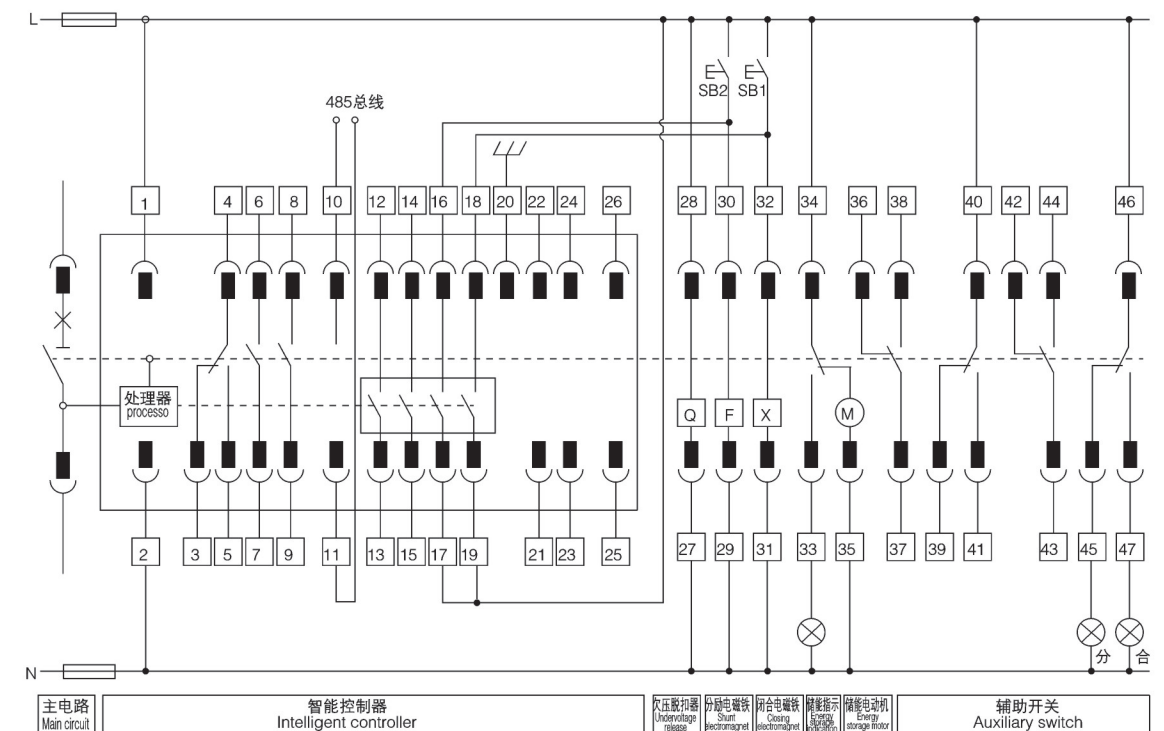 L
SB2 SB1
485总线
1 4 6 8 10 12 14 16 18 20 22 24 26 28 30 32 34 36 38 40 42 44 46
处理器
processo
Q F X M
2 3 5 7 9 11 13 15 17 19 21 23 25 27 29 31 33 35 37 39 41 43 45 47
分 合
N
主电路 智能控制器 欠压脱扣器 分励电磁铁 闭合电磁铁 储能指示 储能电动机 辅助开关
Main circuit Intelligent controller Undervoltage release Shunt electromagnet Closing electromagnet Energy storage indication Energy storage motor Auxiliary switch